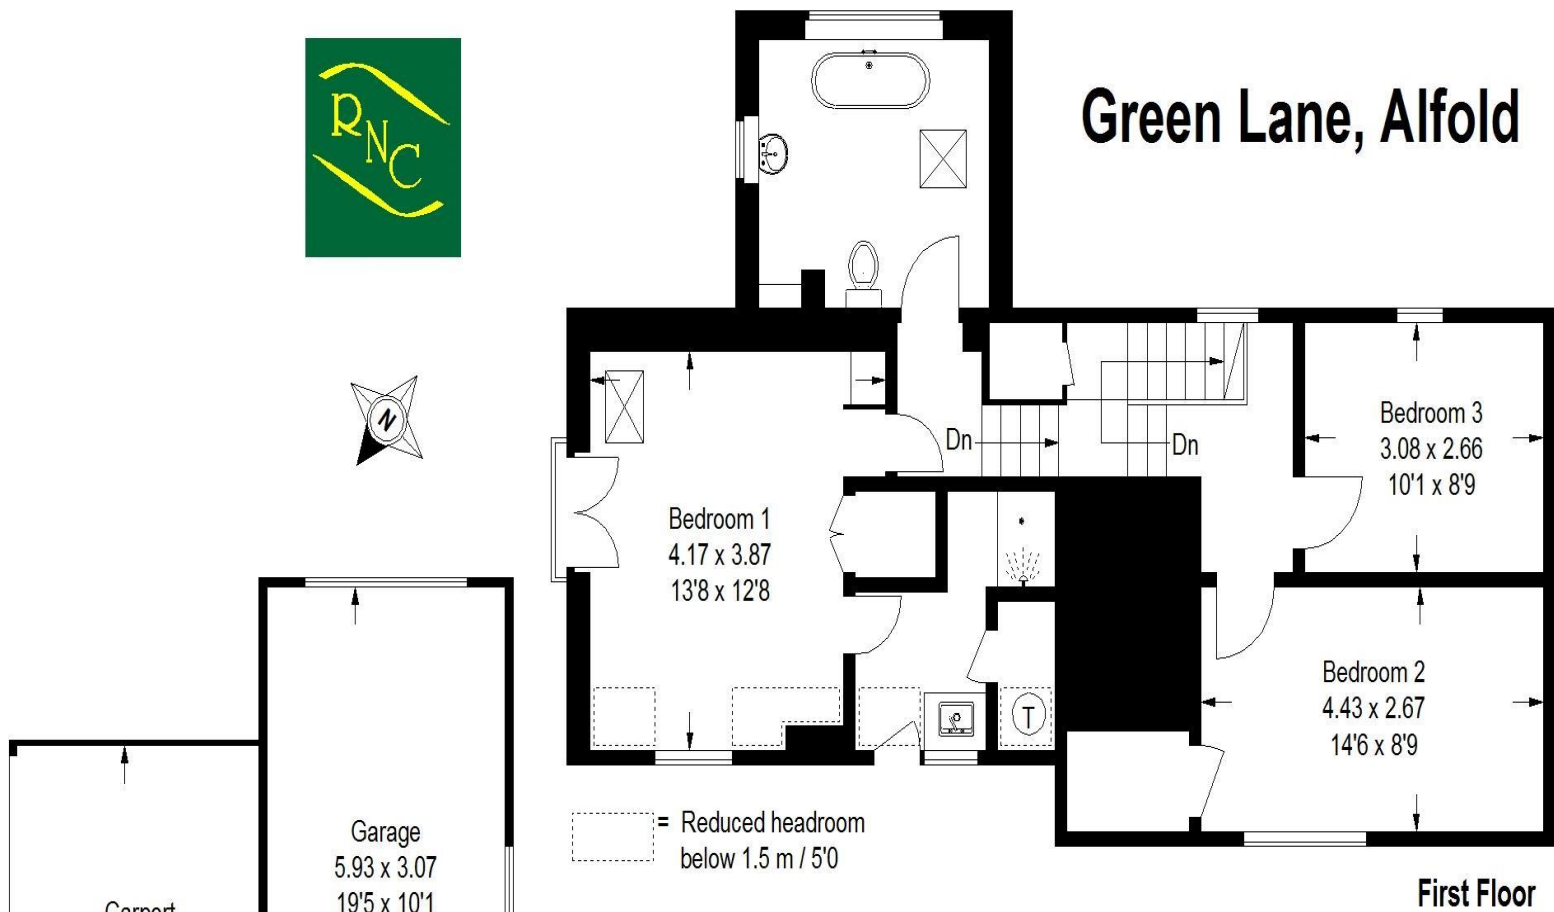 RNC
Green Lane, Alfold
N
Bedroom 3
3.08 x 2.66
10'1 x 8'9
Dn
Dn
Bedroom 1
4.17 x 3.87
13'8 x 12'8
Bedroom 2
4.43 x 2.67
14'6 x 8'9
T
= Reduced headroom
below 1.5 m / 5'0
Garage
5.93 x 3.07
19'5 x 10'1
Carport
First Floor